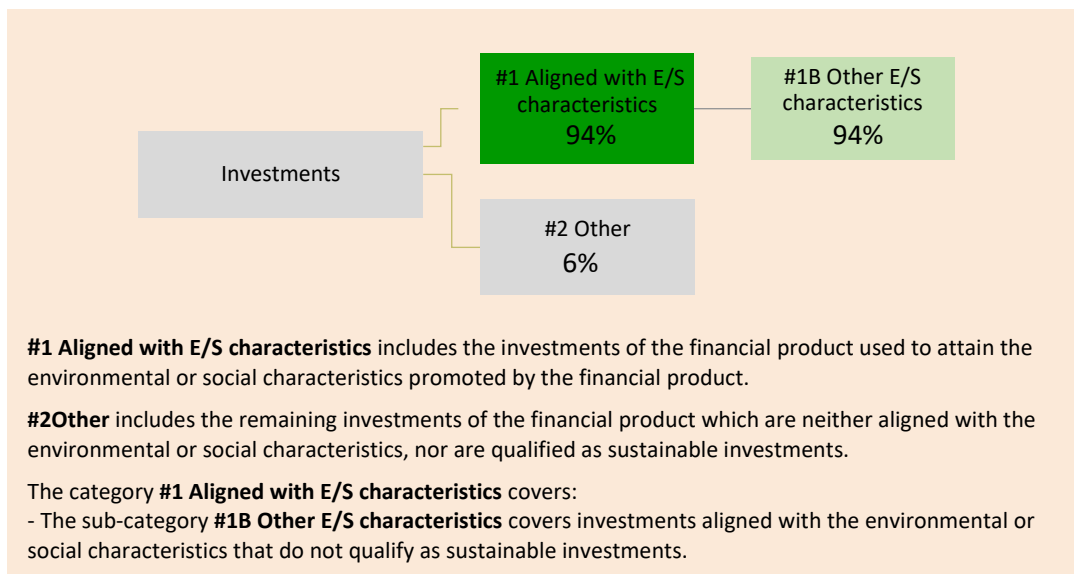 #1 Aligned with E/S
characteristics
94%
#1B Other E/S
characteristics
94%
Investments
#2 Other
6%
#1 Aligned with E/S characteristics includes the investments of the financial product used to attain the
environmental or social characteristics promoted by the financial product.
#2Other includes the remaining investments of the financial product which are neither aligned with the
environmental or social characteristics, nor are qualified as sustainable investments.
The category #1 Aligned with E/S characteristics covers:
- The sub-category #1B Other E/S characteristics covers investments aligned with the environmental or
social characteristics that do not qualify as sustainable investments.